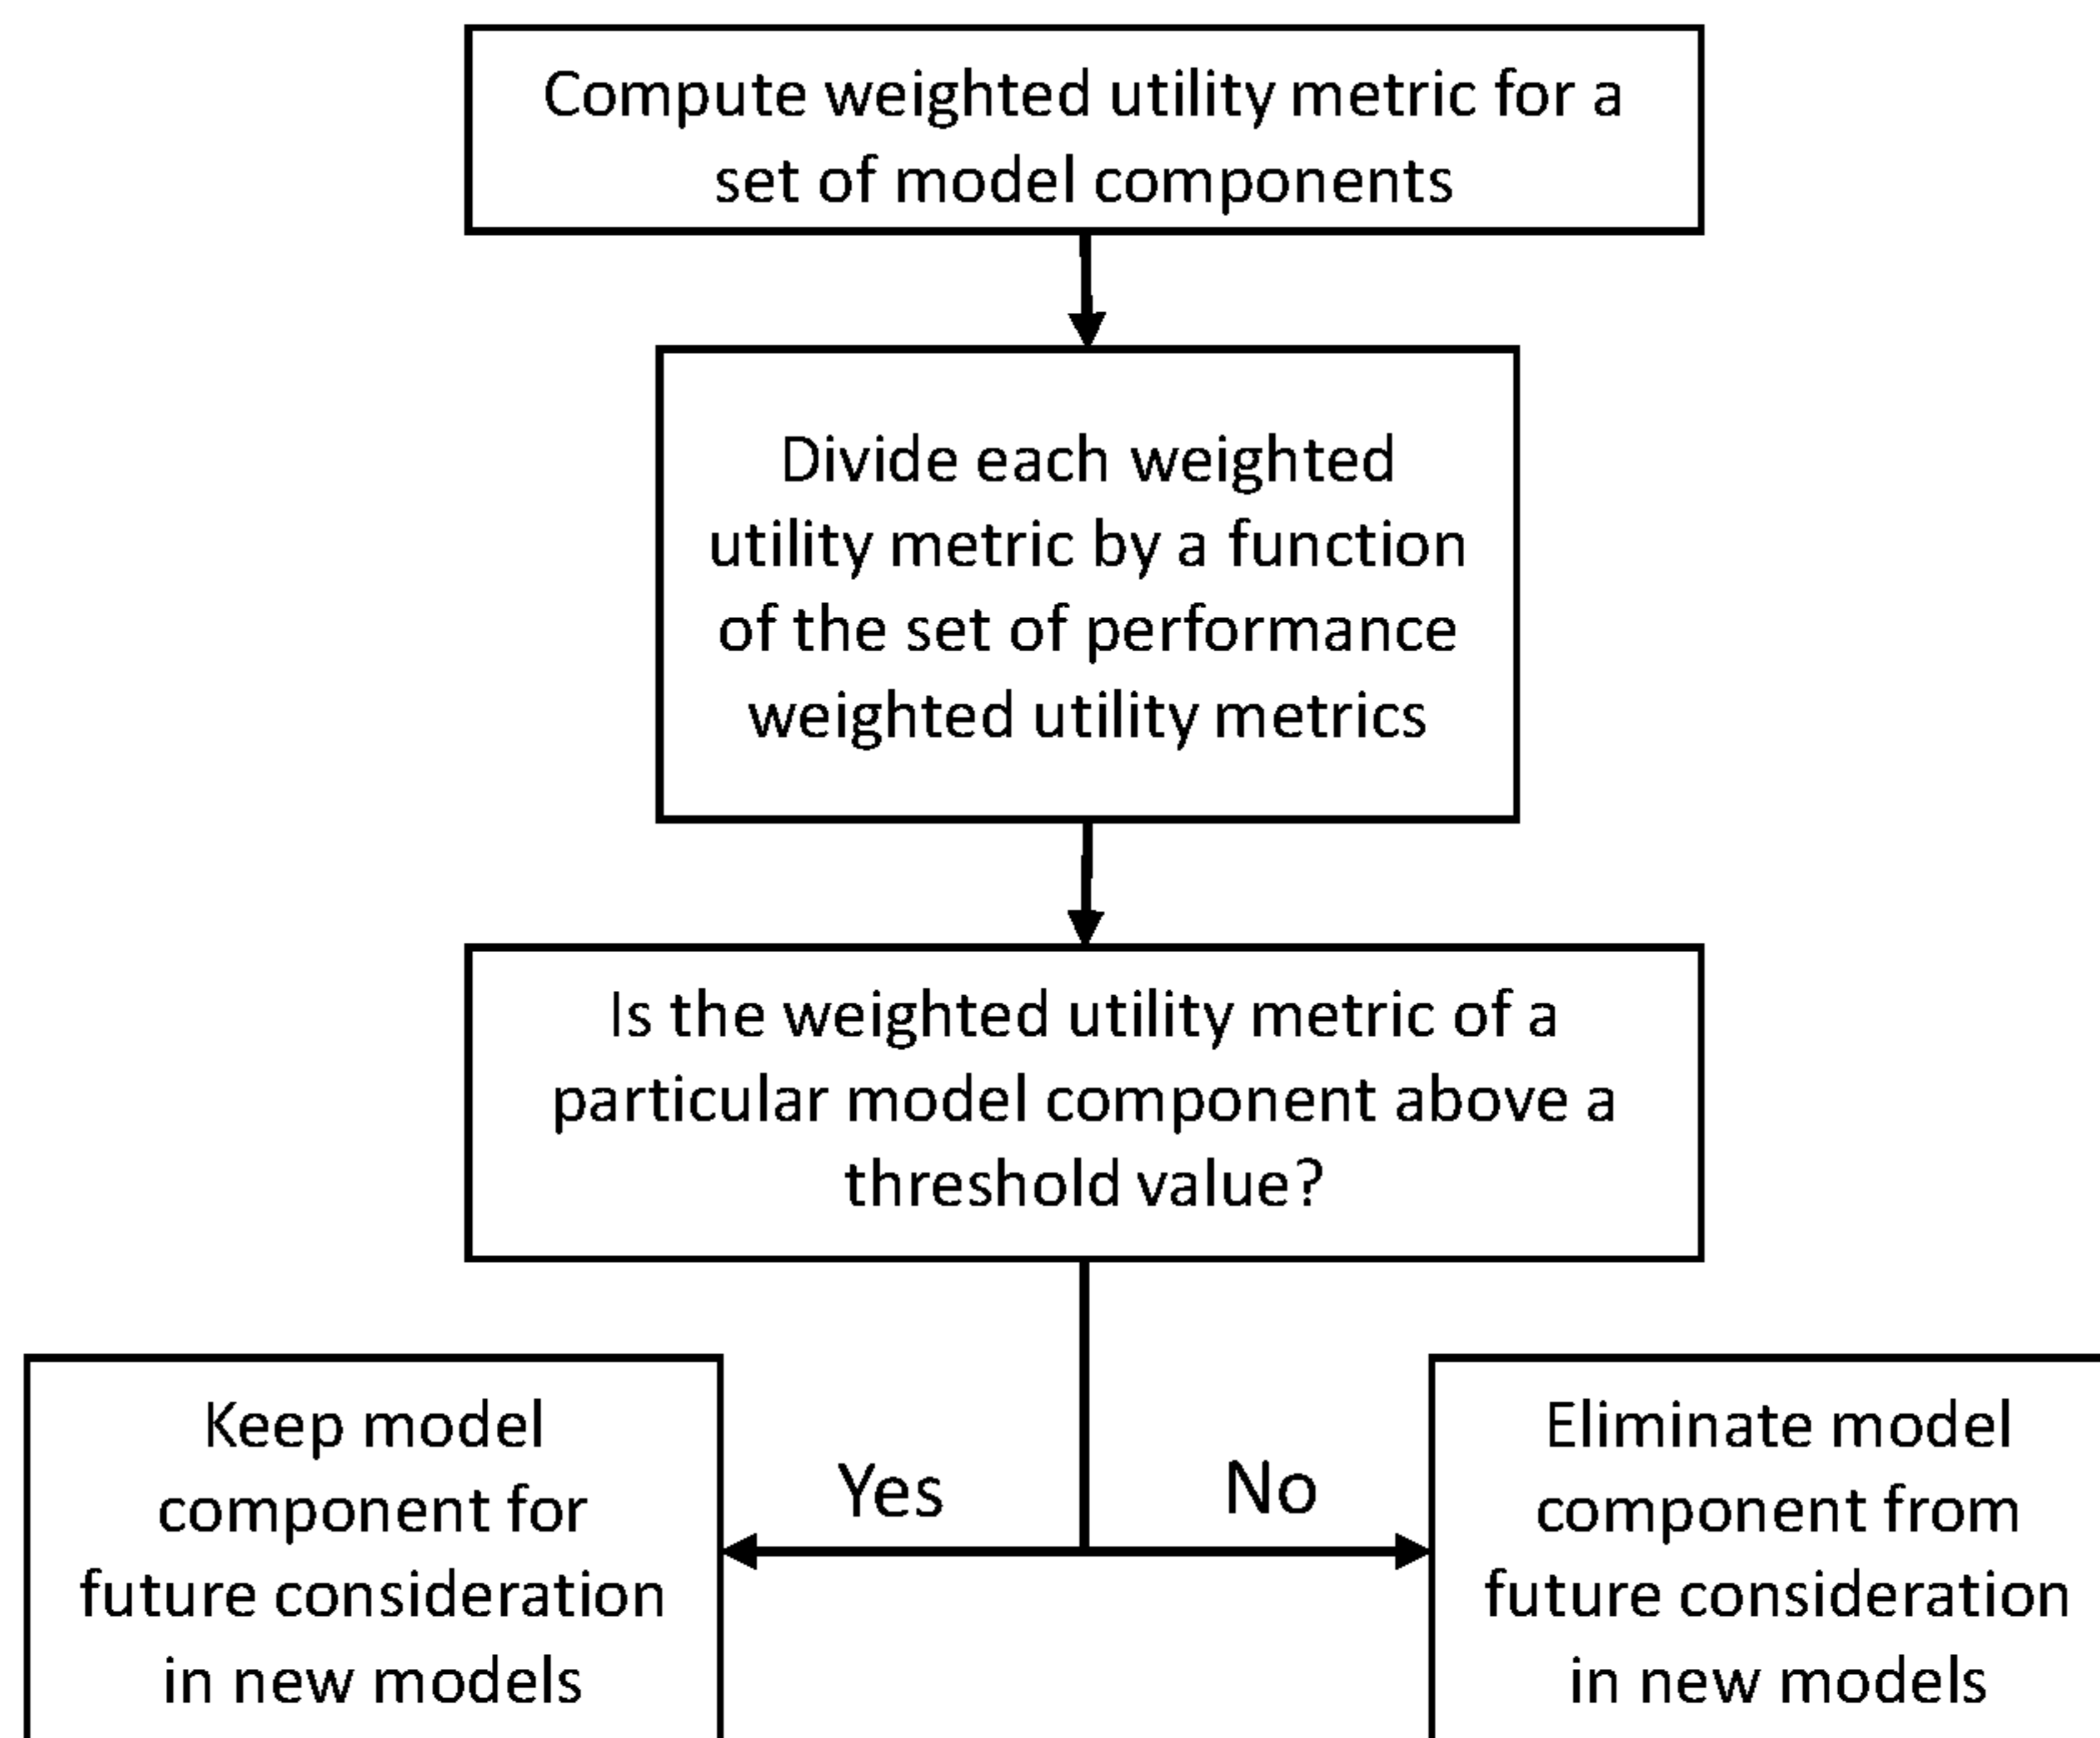 Compute weighted utility metric for a
set of model components
Divide each weighted
utility metric by a function
of the set of performance
weighted utility metrics
Is the weighted utility metric of a
particular model component above a
threshold value?
Yes
No
Keep model
component for
future consideration
in new models
Eliminate model
component from
future consideration
in new models